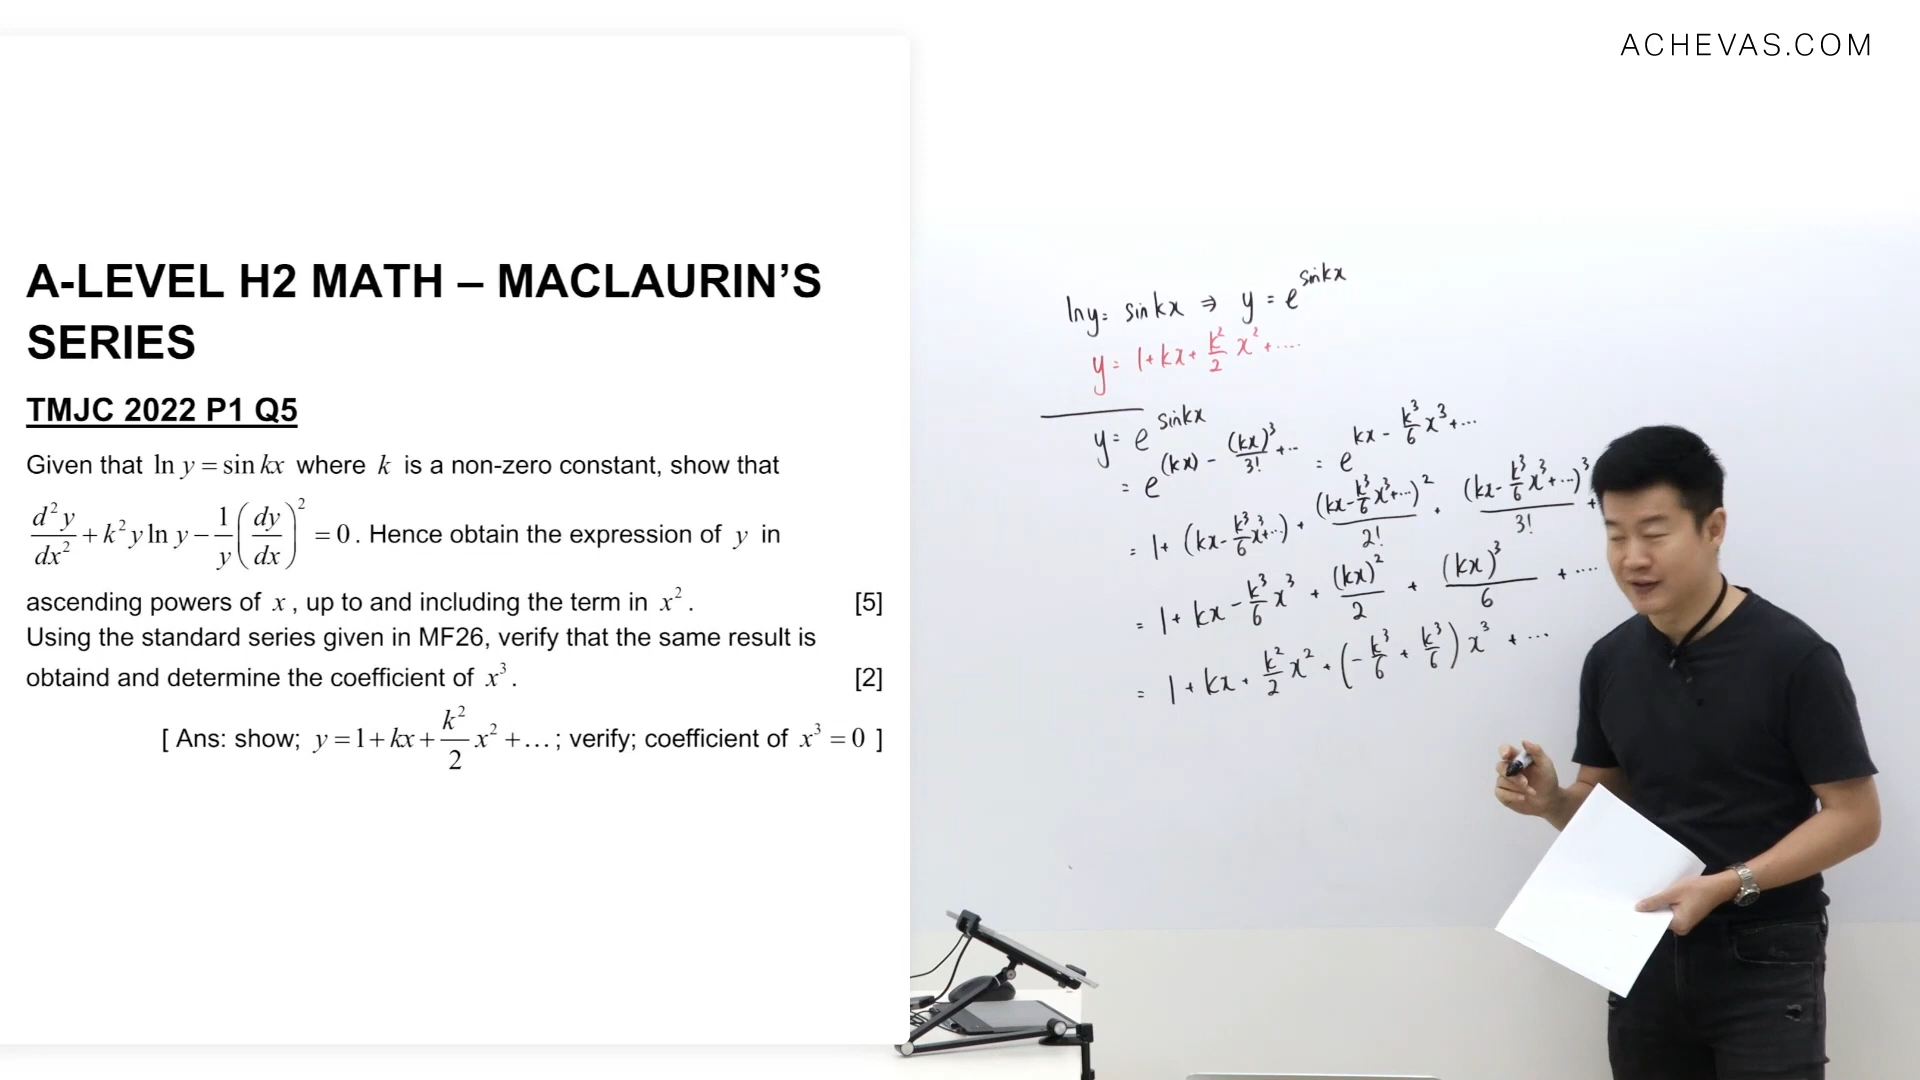 ACHEVAS.COM
A-LEVEL H2 MATH – MACLAURIN'S
SERIES
TMJC 2022 P1 Q5
Given that ln y = sin kx where k is a non-zero constant, show that
d²y/dx² + k² y ln y − 1/y (dy/dx)² = 0. Hence obtain the expression of y in
ascending powers of x, up to and including the term in x². [5]
Using the standard series given in MF26, verify that the same result is
obtaind and determine the coefficient of x³. [2]
[ Ans: show; y = 1 + kx + k²/2 x² + …; verify; coefficient of x³ = 0 ]
ln y = sin kx ⇒ y = e^(sin kx)
y = 1 + kx + k²/2 x² + ....
y = e^(sin kx)
= e^((kx) − (kx)³/3! + ...) = e^(kx − k³/6 x³ + ...)
= 1 + (kx − k³/6 x³ + ...) + (kx − k³/6 x³ + ...)²/2! + (kx − k³/6 x³ + ...)³/3! +
= 1 + kx − k³/6 x³ + (kx)²/2 + (kx)³/6 + ....
= 1 + kx + k²/2 x² + (− k³/6 + k³/6) x³ + ...